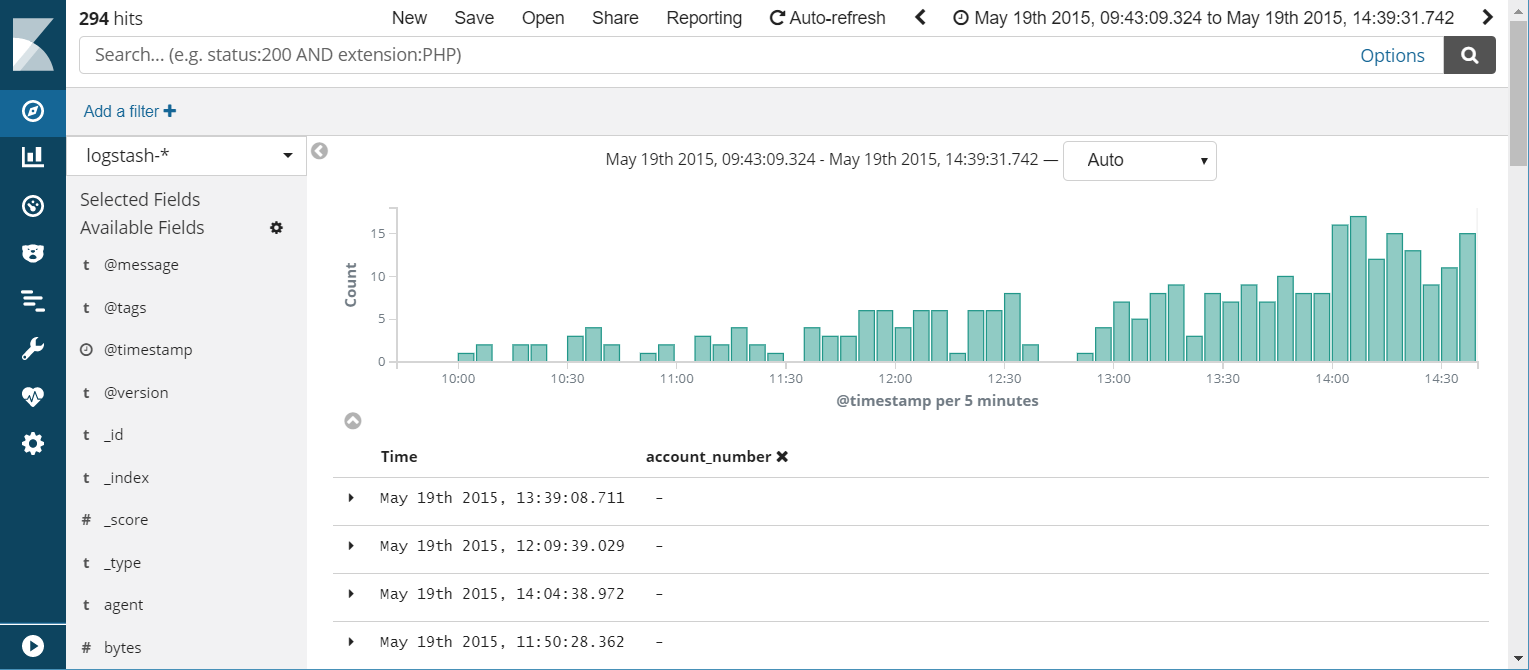 294 hits New Save Open Share Reporting Auto-refresh May 19th 2015, 09:43:09.324 to May 19th 2015, 14:39:31.742
Search... (e.g. status:200 AND extension:PHP) Options
Add a filter
logstash-*
May 19th 2015, 09:43:09.324 - May 19th 2015, 14:39:31.742 — Auto
Selected Fields
Available Fields
t @message
t @tags
@timestamp
t @version
t _id
t _index
# _score
t _type
t agent
# bytes
Count
15
10
5
0
10:00 10:30 11:00 11:30 12:00 12:30 13:00 13:30 14:00 14:30
@timestamp per 5 minutes
Time account_number
May 19th 2015, 13:39:08.711 -
May 19th 2015, 12:09:39.029 -
May 19th 2015, 14:04:38.972 -
May 19th 2015, 11:50:28.362 -